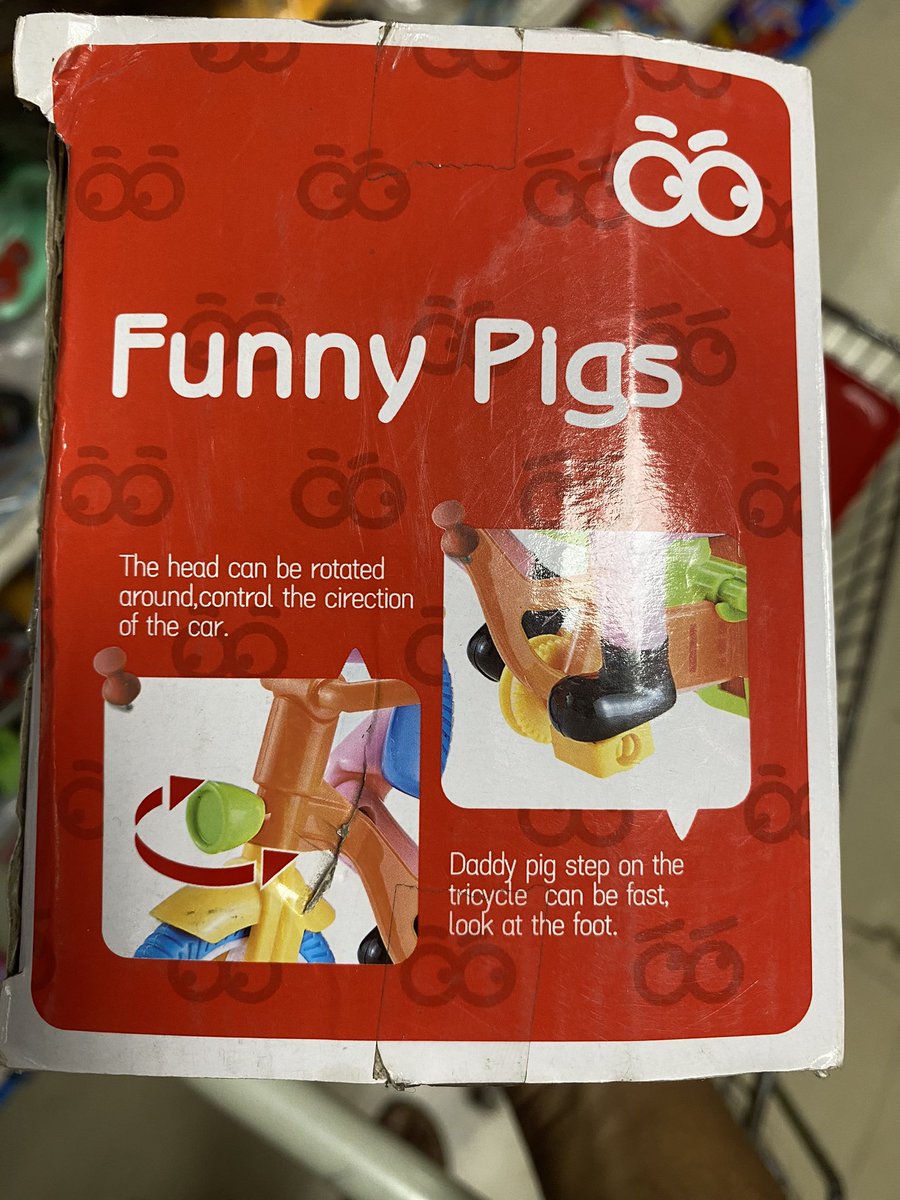 Funny Pigs
The head can be rotated
around,control the cirection
of the car.
Daddy pig step on the
tricycle can be fast,
look at the foot.